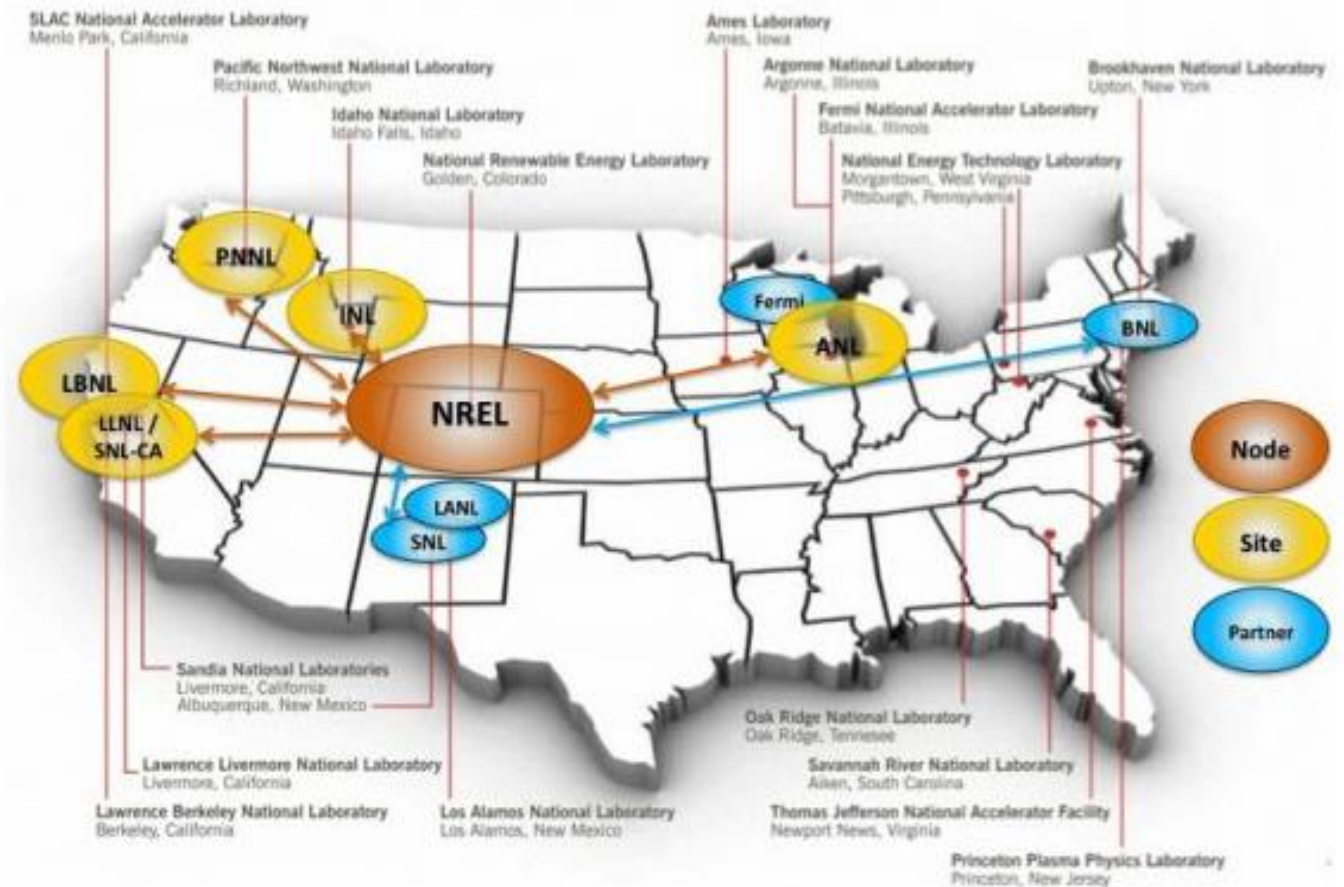 SLAC National Accelerator Laboratory
Menlo Park, California
Pacific Northwest National Laboratory
Richland, Washington
Idaho National Laboratory
Idaho Falls, Idaho
National Renewable Energy Laboratory
Golden, Colorado
Ames Laboratory
Ames, Iowa
Argonne National Laboratory
Argonne, Illinois
Fermi National Accelerator Laboratory
Batavia, Illinois
National Energy Technology Laboratory
Morgantown, West Virginia
Pittsburgh, Pennsylvania
Brookhaven National Laboratory
Upton, New York
PNNL
INL
Fermi
ANL
BNL
LBNL
LLNL /
SNL-CA
NREL
LANL
SNL
Node
Site
Partner
Sandia National Laboratories
Livermore, California
Albuquerque, New Mexico
Lawrence Livermore National Laboratory
Livermore, California
Lawrence Berkeley National Laboratory
Berkeley, California
Los Alamos National Laboratory
Los Alamos, New Mexico
Oak Ridge National Laboratory
Oak Ridge, Tennesee
Savannah River National Laboratory
Aiken, South Carolina
Thomas Jefferson National Accelerator Facility
Newport News, Virginia
Princeton Plasma Physics Laboratory
Princeton, New Jersey